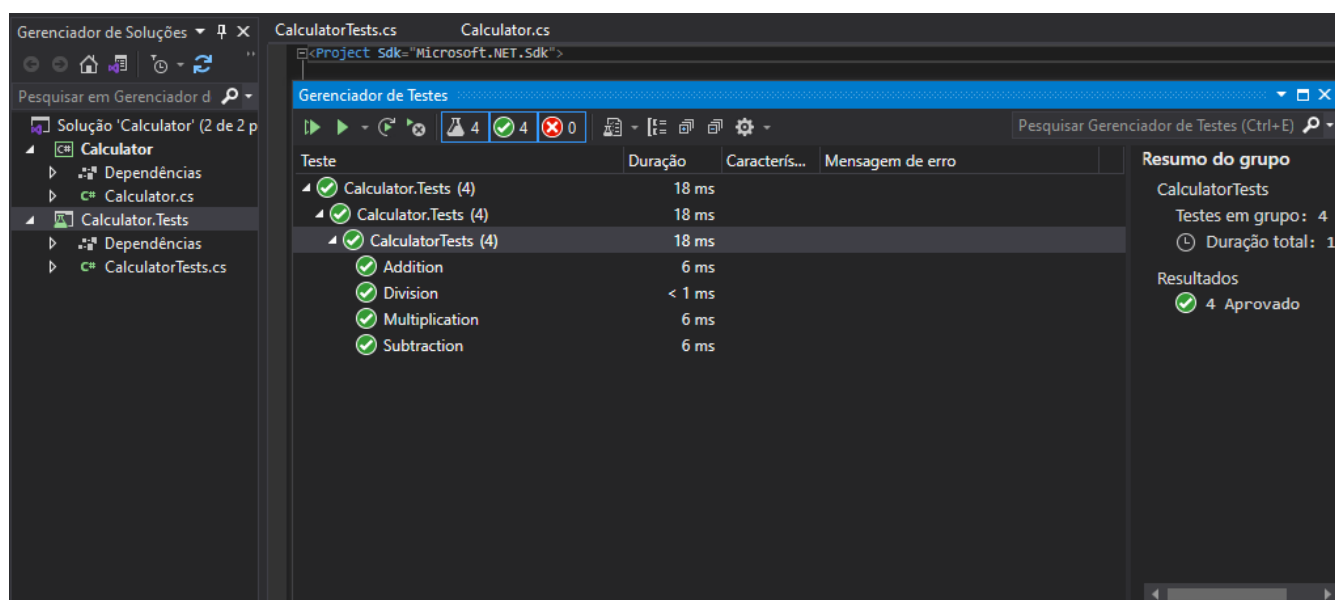 Gerenciador de Soluções
Pesquisar em Gerenciador d
Solução 'Calculator' (2 de 2 p
C# Calculator
Dependências
C# Calculator.cs
Calculator.Tests
Dependências
C# CalculatorTests.cs
CalculatorTests.cs Calculator.cs
<Project Sdk="Microsoft.NET.Sdk">
Gerenciador de Testes
4 4 0 Pesquisar Gerenciador de Testes (Ctrl+E)
Teste Duração Caracterís... Mensagem de erro
Calculator.Tests (4) 18 ms
Calculator.Tests (4) 18 ms
CalculatorTests (4) 18 ms
Addition 6 ms
Division < 1 ms
Multiplication 6 ms
Subtraction 6 ms
Resumo do grupo
CalculatorTests
Testes em grupo: 4
Duração total: 1
Resultados
4 Aprovado